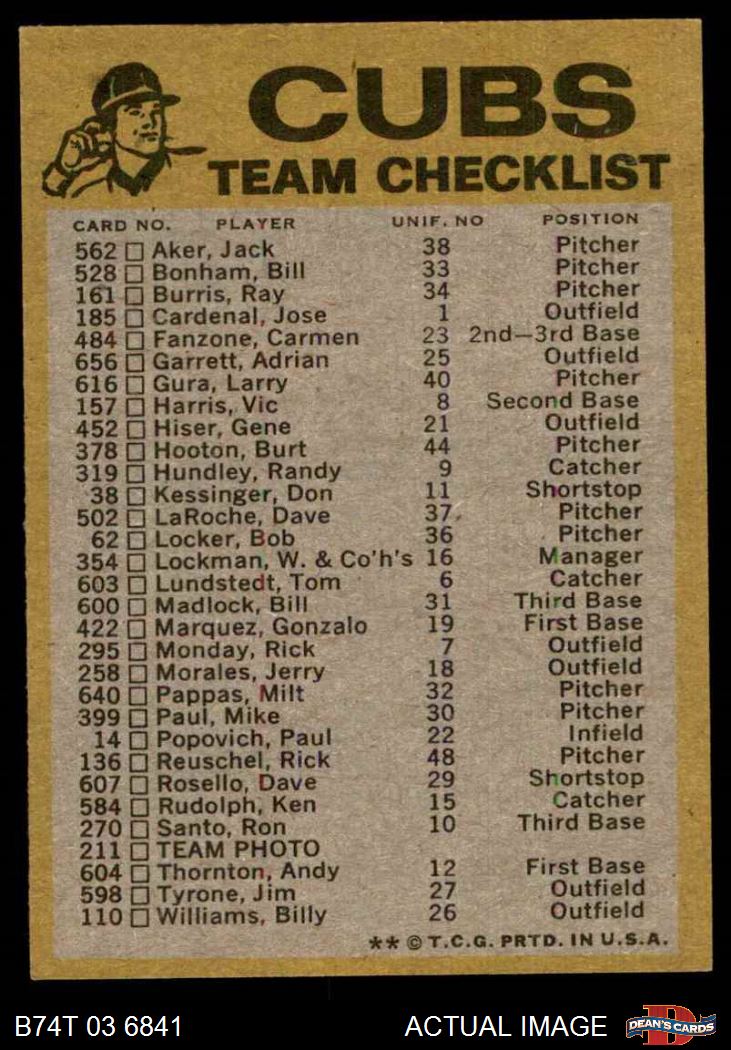 CUBS
TEAM CHECKLIST
CARD NO. PLAYER UNIF. NO POSITION
562 □ Aker, Jack 38 Pitcher
528 □ Bonham, Bill 33 Pitcher
161 □ Burris, Ray 34 Pitcher
185 □ Cardenal, Jose 1 Outfield
484 □ Fanzone, Carmen 23 2nd—3rd Base
656 □ Garrett, Adrian 25 Outfield
616 □ Gura, Larry 40 Pitcher
157 □ Harris, Vic 8 Second Base
452 □ Hiser, Gene 21 Outfield
378 □ Hooton, Burt 44 Pitcher
319 □ Hundley, Randy 9 Catcher
38 □ Kessinger, Don 11 Shortstop
502 □ LaRoche, Dave 37 Pitcher
62 □ Locker, Bob 36 Pitcher
354 □ Lockman, W. & Co'h's 16 Manager
603 □ Lundstedt, Tom 6 Catcher
600 □ Madlock, Bill 31 Third Base
422 □ Marquez, Gonzalo 19 First Base
295 □ Monday, Rick 7 Outfield
258 □ Morales, Jerry 18 Outfield
640 □ Pappas, Milt 32 Pitcher
399 □ Paul, Mike 30 Pitcher
14 □ Popovich, Paul 22 Infield
136 □ Reuschel, Rick 48 Pitcher
607 □ Rosello, Dave 29 Shortstop
584 □ Rudolph, Ken 15 Catcher
270 □ Santo, Ron 10 Third Base
211 □ TEAM PHOTO
604 □ Thornton, Andy 12 First Base
598 □ Tyrone, Jim 27 Outfield
110 □ Williams, Billy 26 Outfield
** © T.C.G. PRTD. IN U.S.A.
B74T 03 6841 ACTUAL IMAGE D DEAN'S CARDS